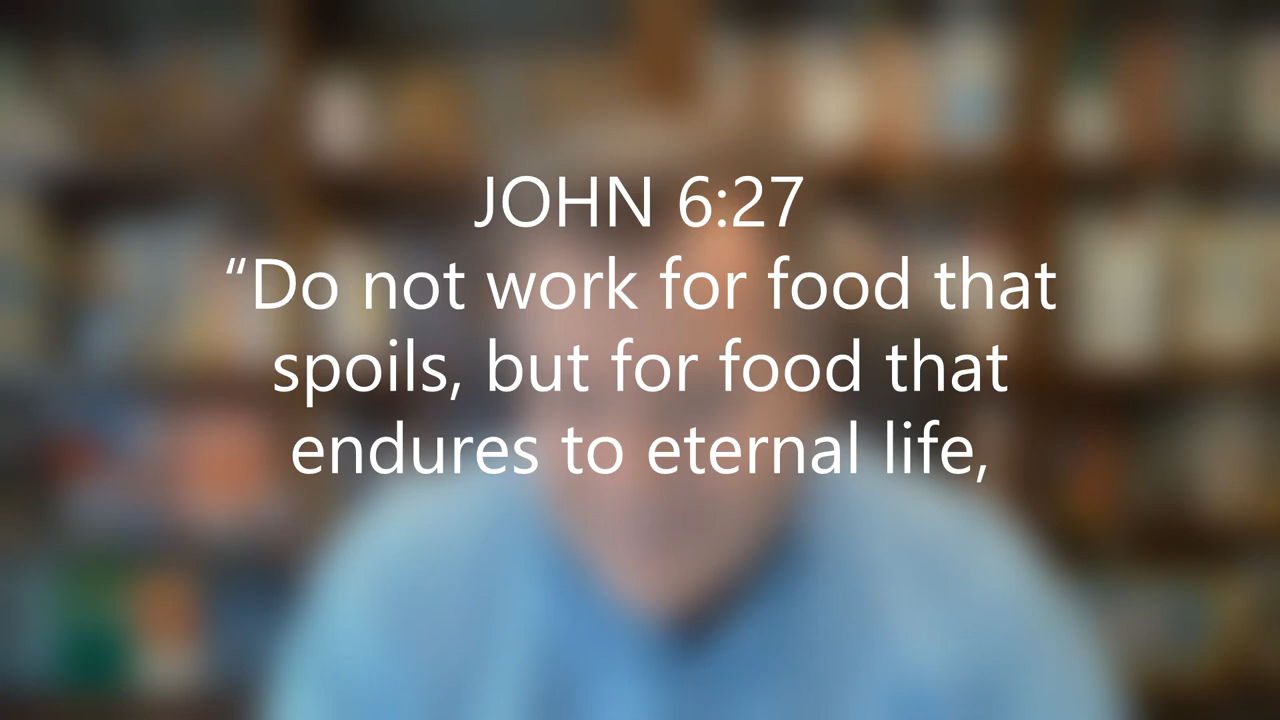 JOHN 6:27
“Do not work for food that
spoils, but for food that
endures to eternal life,